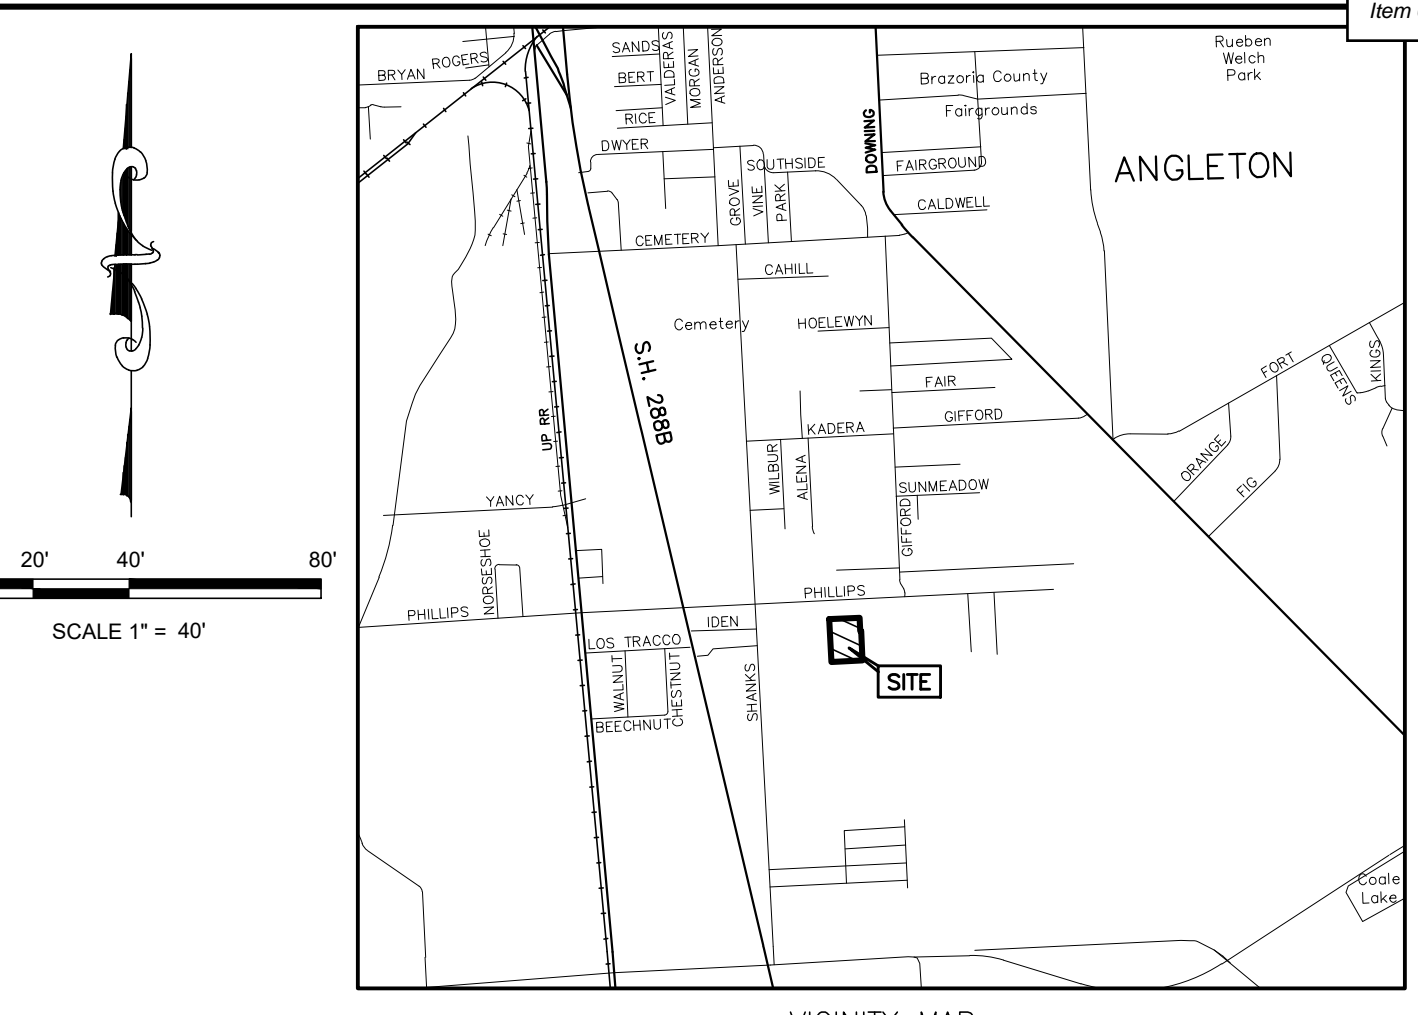 Item
BRYAN
ROGERS
SANDS
BERT
RICE
VALDERAS
MORGAN
ANDERSON
DWYER
SOUTHSIDE
GROVE
VINE
PARK
CEMETERY
DOWNING
Brazoria County
Fairgrounds
FAIRGROUND
CALDWELL
Rueben
Welch
Park
ANGLETON
CAHILL
Cemetery
HOELEWYN
S.H. 288B
UP RR
FAIR
GIFFORD
KADERA
WILBUR
ALENA
SUNMEADOW
GIFFORD
FORT
QUEENS
KINGS
ORANGE
FIG
YANCY
NORSESHOE
PHILLIPS
PHILLIPS
IDEN
LOS TRACCO
WALNUT
CHESTNUT
BEECHNUT
SHANKS
SITE
Coale
Lake
20' 40' 80'
SCALE 1" = 40'
VICINITY MAP